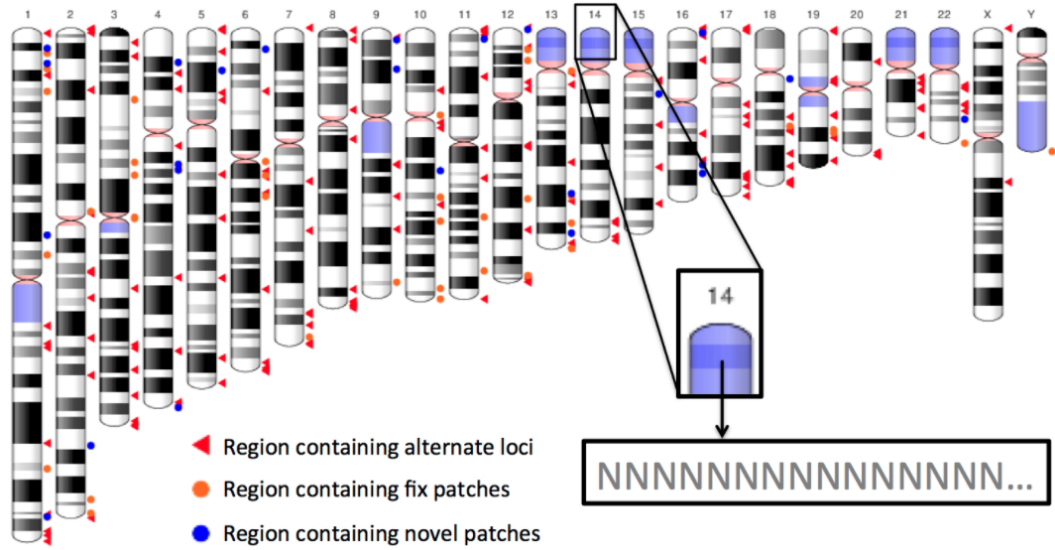 1 2 3 4 5 6 7 8 9 10 11 12 13 14 15 16 17 18 19 20 21 22 X Y
14
Region containing alternate loci
NNNNNNNNNNNNNNNN...
Region containing fix patches
Region containing novel patches